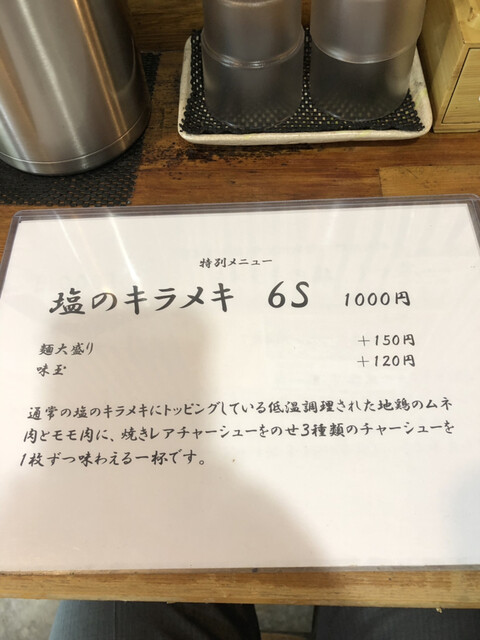 特別メニュー
塩のキラメキ 6S 1000円
麺大盛り +150円
味玉 +120円
通常の塩のキラメキにトッピングしている低温調理された地鶏のムネ
肉とモモ肉に、焼きレアチャーシューをのせ3種類のチャーシューを
1枚ずつ味わえる一杯です。